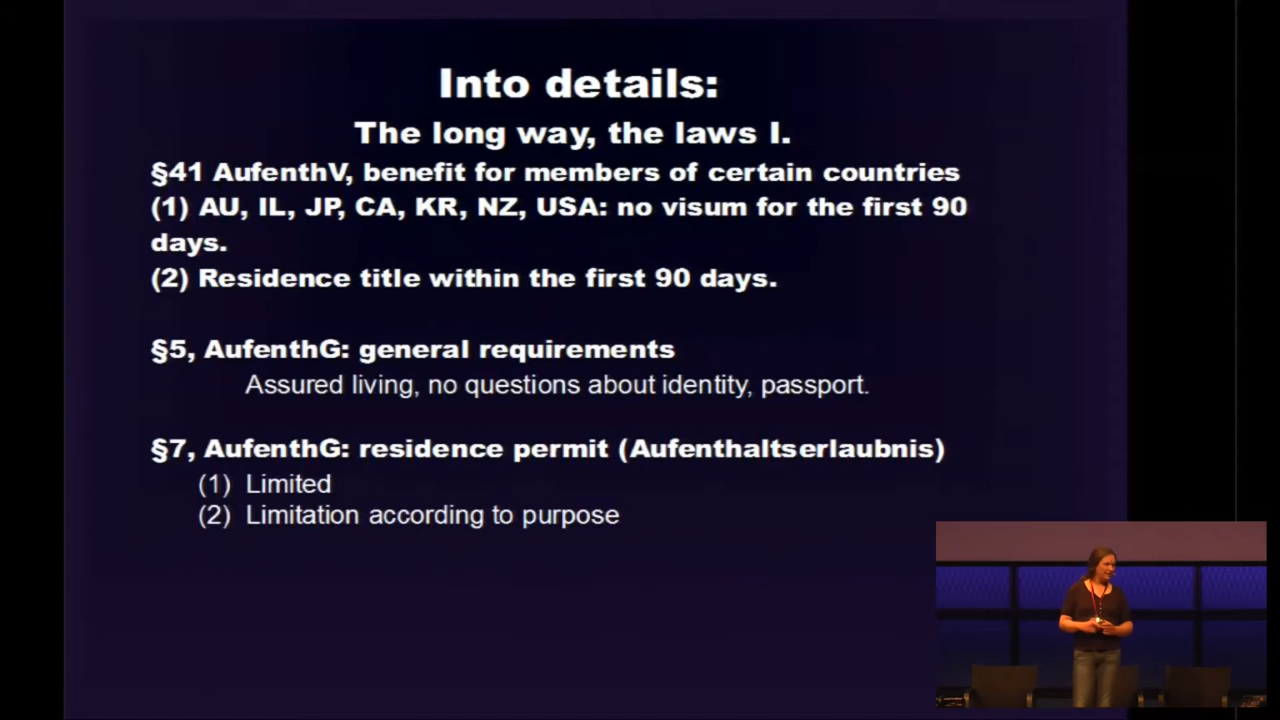 Into details:
The long way, the laws I.
§41 AufenthV, benefit for members of certain countries
(1) AU, IL, JP, CA, KR, NZ, USA: no visum for the first 90
days.
(2) Residence title within the first 90 days.
§5, AufenthG: general requirements
Assured living, no questions about identity, passport.
§7, AufenthG: residence permit (Aufenthaltserlaubnis)
(1) Limited
(2) Limitation according to purpose